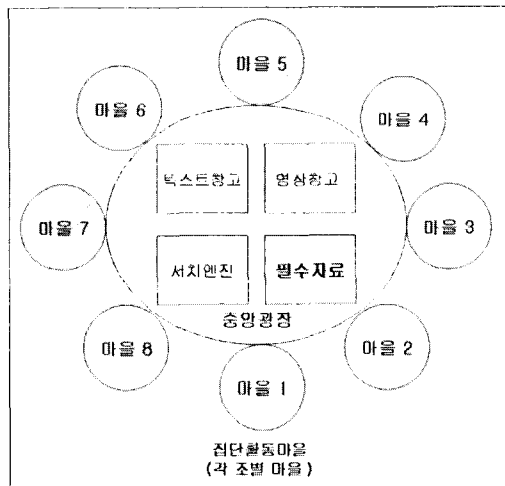 마을 5
마을 6
마을 4
텍스트창고
영상창고
마을 7
마을 3
서치엔진
필수자료
중앙광장
마을 8
마을 2
마을 1
집단활동마을
(각 조별 마을)